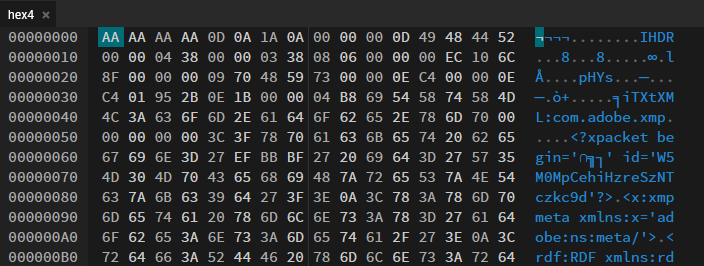 hex4 ×
00000000 AA AA AA AA 0D 0A 1A 0A 00 00 00 0D 49 48 44 52 ¬¬¬¬........IHDR
00000010 00 00 04 38 00 00 03 38 08 06 00 00 00 EC 10 6C ...8...8.....∞.l
00000020 8F 00 00 00 09 70 48 59 73 00 00 0E C4 00 00 0E Å....pHYs...─...
00000030 C4 01 95 2B 0E 1B 00 00 04 B8 69 54 58 74 58 4D ─.ò+.....╕iTXtXM
00000040 4C 3A 63 6F 6D 2E 61 64 6F 62 65 2E 78 6D 70 00 L:com.adobe.xmp.
00000050 00 00 00 00 3C 3F 78 70 61 63 6B 65 74 20 62 65 ....<?xpacket be
00000060 67 69 6E 3D 27 EF BB BF 27 20 69 64 3D 27 57 35 gin='∩╗┐' id='W5
00000070 4D 30 4D 70 43 65 68 69 48 7A 72 65 53 7A 4E 54 M0MpCehiHzreSzNT
00000080 63 7A 6B 63 39 64 27 3F 3E 0A 3C 78 3A 78 6D 70 czkc9d'?>.<x:xmp
00000090 6D 65 74 61 20 78 6D 6C 6E 73 3A 78 3D 27 61 64 meta xmlns:x='ad
000000A0 6F 62 65 3A 6E 73 3A 6D 65 74 61 2F 27 3E 0A 3C obe:ns:meta/'>.<
000000B0 72 64 66 3A 52 44 46 20 78 6D 6C 6E 73 3A 72 64 rdf:RDF xmlns:rd